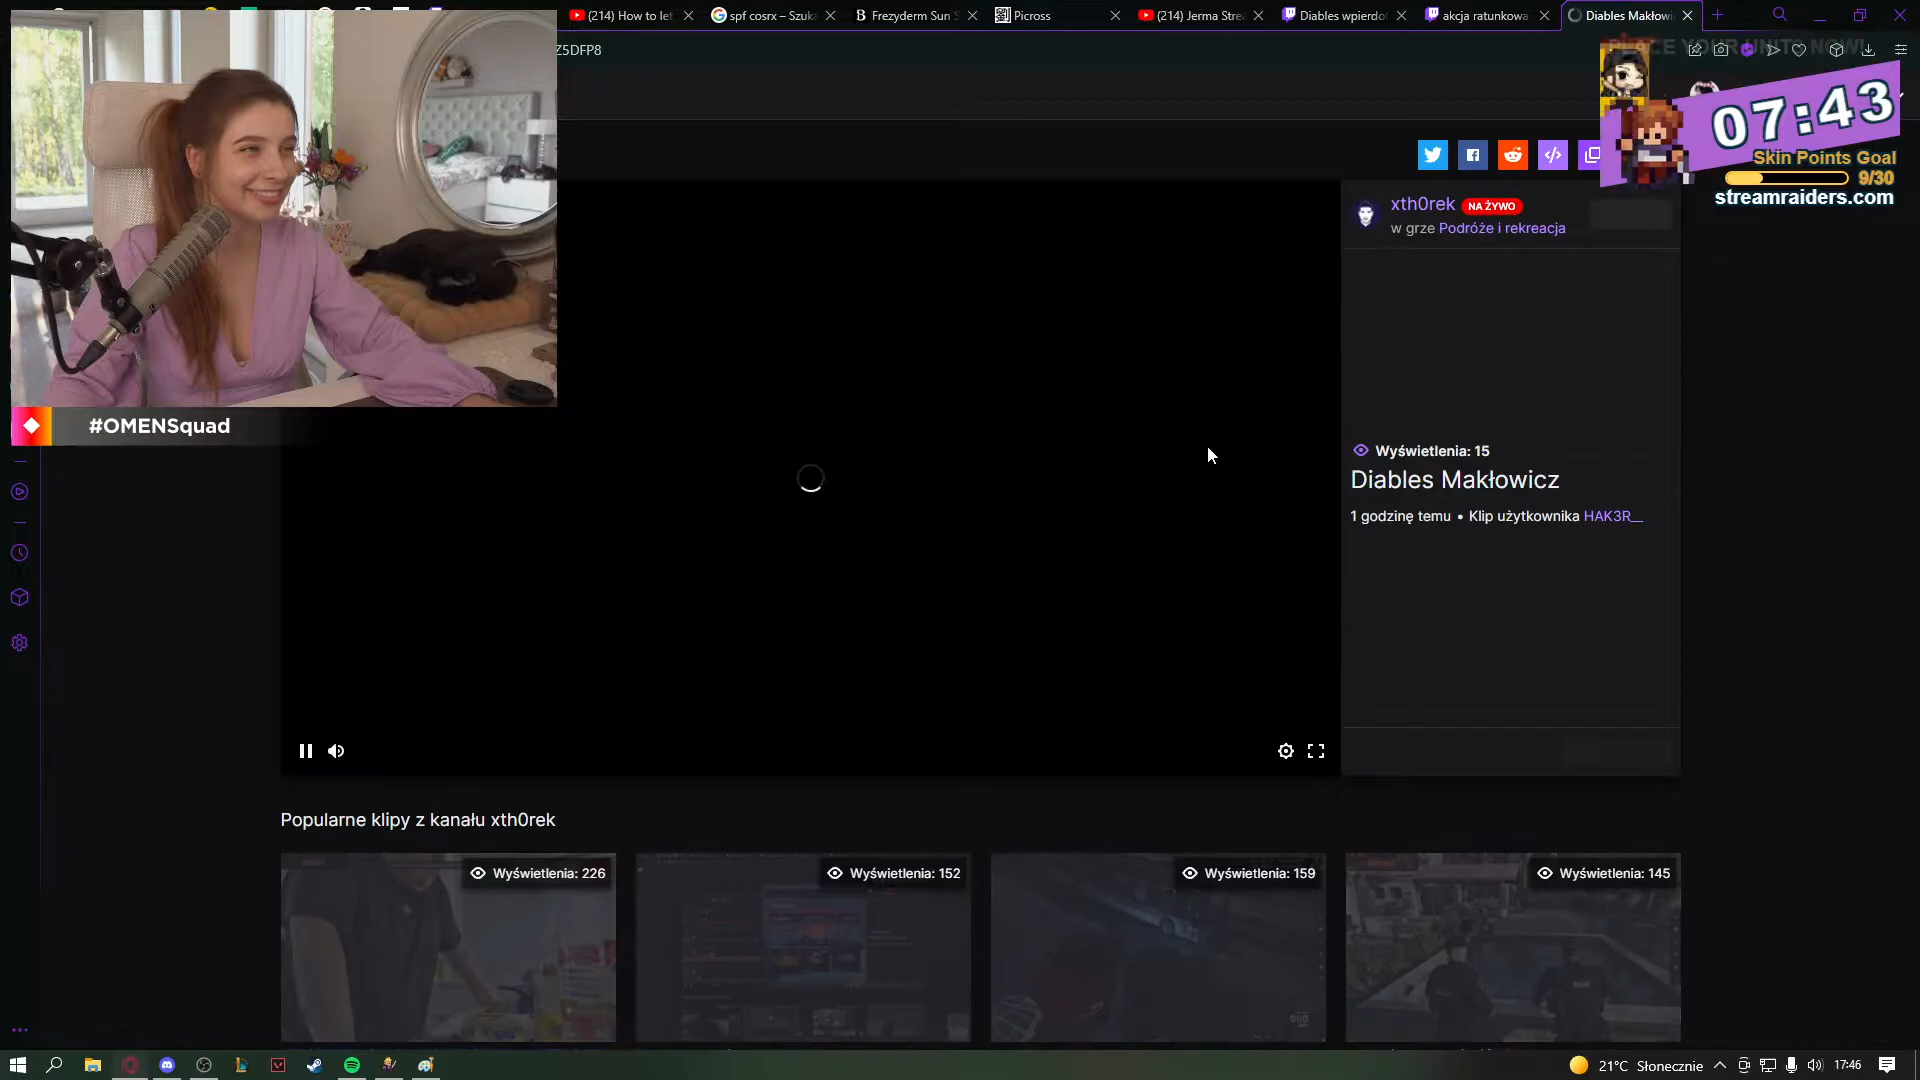 (214) How to let
spf cosrx – Szuka
Frezyderm Sun S
Picross
(214) Jerma Stre
Diables wpierdol
akcja ratunkowa
Diables Makłowi
Z5DFP8
07:43
Skin Points Goal
9/30
streamraiders.com
xth0rek NA ŻYWO
w grze Podróże i rekreacja
#OMENSquad
Wyświetlenia: 15
Diables Makłowicz
1 godzinę temu • Klip użytkownika HAK3R__
Popularne klipy z kanału xth0rek
Wyświetlenia: 226
Wyświetlenia: 152
Wyświetlenia: 159
Wyświetlenia: 145
21°C Słonecznie
17:46